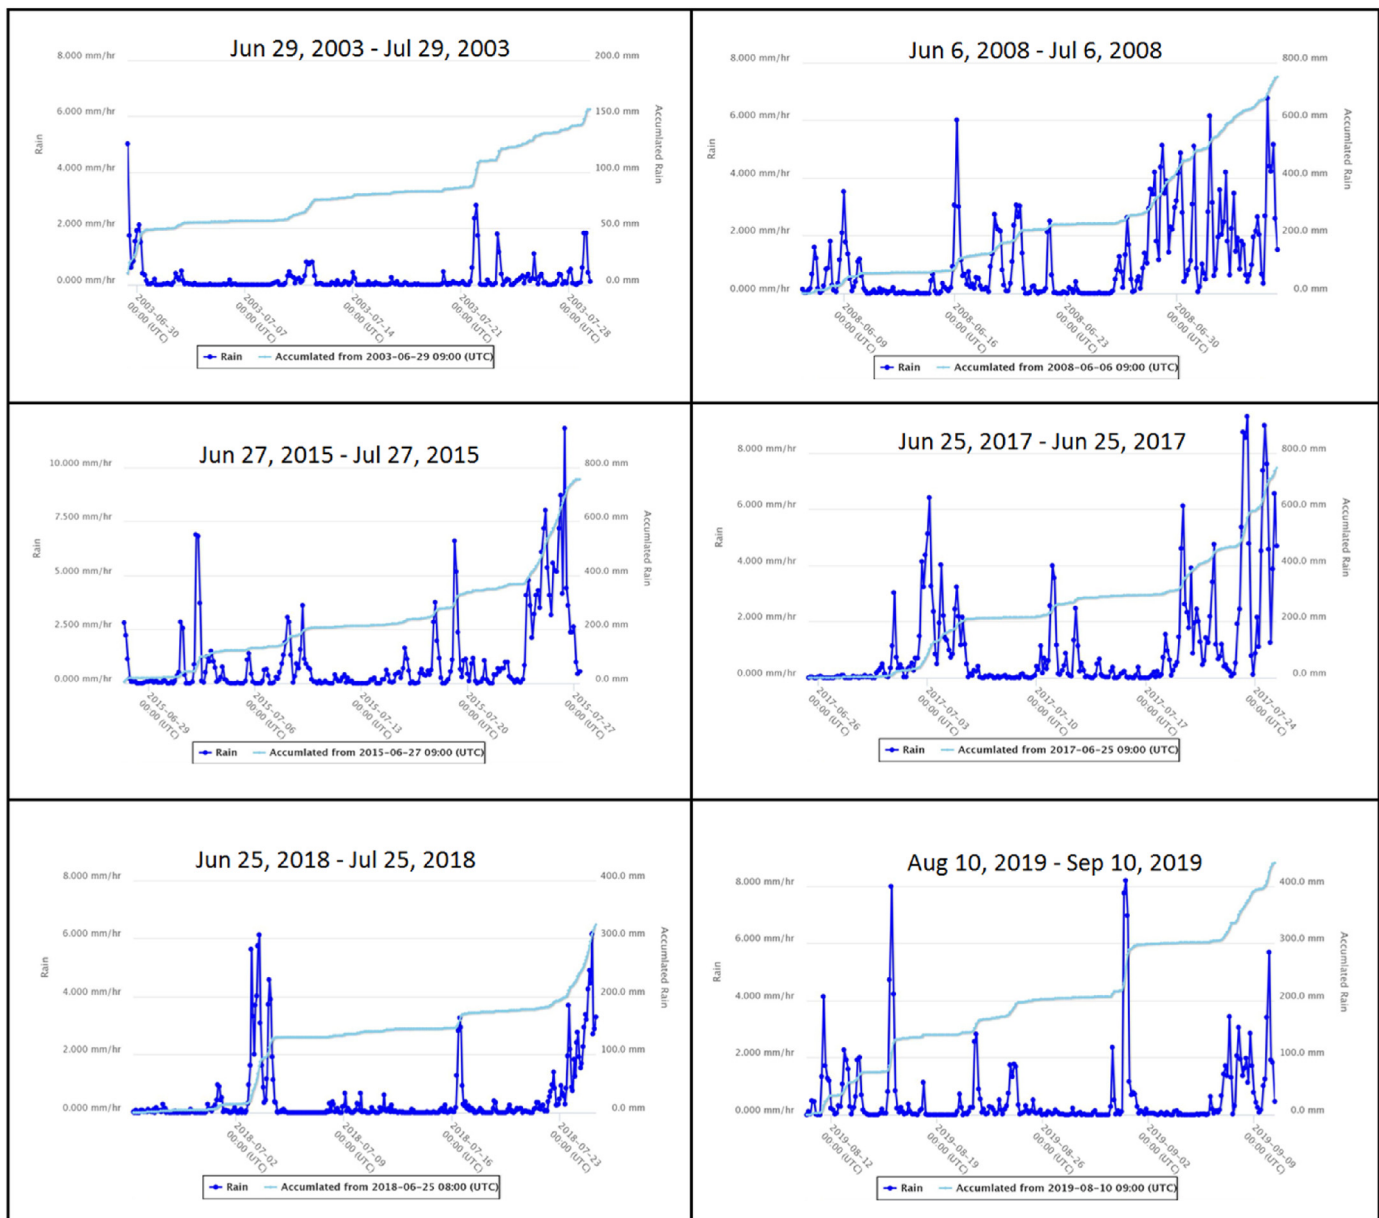 Jun 29, 2003 - Jul 29, 2003
8.000 mm/hr
6.000 mm/hr
4.000 mm/hr
2.000 mm/hr
0.000 mm/hr
Rain
200.0 mm
150.0 mm
100.0 mm
50.0 mm
0.0 mm
Accumlated Rain
2003-06-30
00:00 (UTC)
2003-07-07
00:00 (UTC)
2003-07-14
00:00 (UTC)
2003-07-21
00:00 (UTC)
2003-07-28
00:00 (UTC)
Rain Accumlated from 2003-06-29 09:00 (UTC)
Jun 6, 2008 - Jul 6, 2008
8.000 mm/hr
6.000 mm/hr
4.000 mm/hr
2.000 mm/hr
0.000 mm/hr
Rain
800.0 mm
600.0 mm
400.0 mm
200.0 mm
0.0 mm
Accumlated Rain
2008-06-09
00:00 (UTC)
2008-06-16
00:00 (UTC)
2008-06-23
00:00 (UTC)
2008-06-30
00:00 (UTC)
Rain Accumlated from 2008-06-06 09:00 (UTC)
Jun 27, 2015 - Jul 27, 2015
10.000 mm/hr
7.500 mm/hr
5.000 mm/hr
2.500 mm/hr
0.000 mm/hr
Rain
800.0 mm
600.0 mm
400.0 mm
200.0 mm
0.0 mm
Accumlated Rain
2015-06-29
00:00 (UTC)
2015-07-06
00:00 (UTC)
2015-07-13
00:00 (UTC)
2015-07-20
00:00 (UTC)
2015-07-27
00:00 (UTC)
Rain Accumlated from 2015-06-27 09:00 (UTC)
Jun 25, 2017 - Jun 25, 2017
8.000 mm/hr
6.000 mm/hr
4.000 mm/hr
2.000 mm/hr
0.000 mm/hr
Rain
800.0 mm
600.0 mm
400.0 mm
200.0 mm
0.0 mm
Accumlated Rain
2017-06-26
00:00 (UTC)
2017-07-03
00:00 (UTC)
2017-07-10
00:00 (UTC)
2017-07-17
00:00 (UTC)
2017-07-24
00:00 (UTC)
Rain Accumlated from 2017-06-25 09:00 (UTC)
Jun 25, 2018 - Jul 25, 2018
8.000 mm/hr
6.000 mm/hr
4.000 mm/hr
2.000 mm/hr
0.000 mm/hr
Rain
400.0 mm
300.0 mm
200.0 mm
100.0 mm
0.0 mm
Accumlated Rain
2018-07-02
00:00 (UTC)
2018-07-09
00:00 (UTC)
2018-07-16
00:00 (UTC)
2018-07-23
00:00 (UTC)
Rain Accumlated from 2018-06-25 08:00 (UTC)
Aug 10, 2019 - Sep 10, 2019
8.000 mm/hr
6.000 mm/hr
4.000 mm/hr
2.000 mm/hr
0.000 mm/hr
Rain
400.0 mm
300.0 mm
200.0 mm
100.0 mm
0.0 mm
Accumlated Rain
2019-08-12
00:00 (UTC)
2019-08-19
00:00 (UTC)
2019-08-26
00:00 (UTC)
2019-09-02
00:00 (UTC)
2019-09-09
00:00 (UTC)
Rain Accumlated from 2019-08-10 09:00 (UTC)